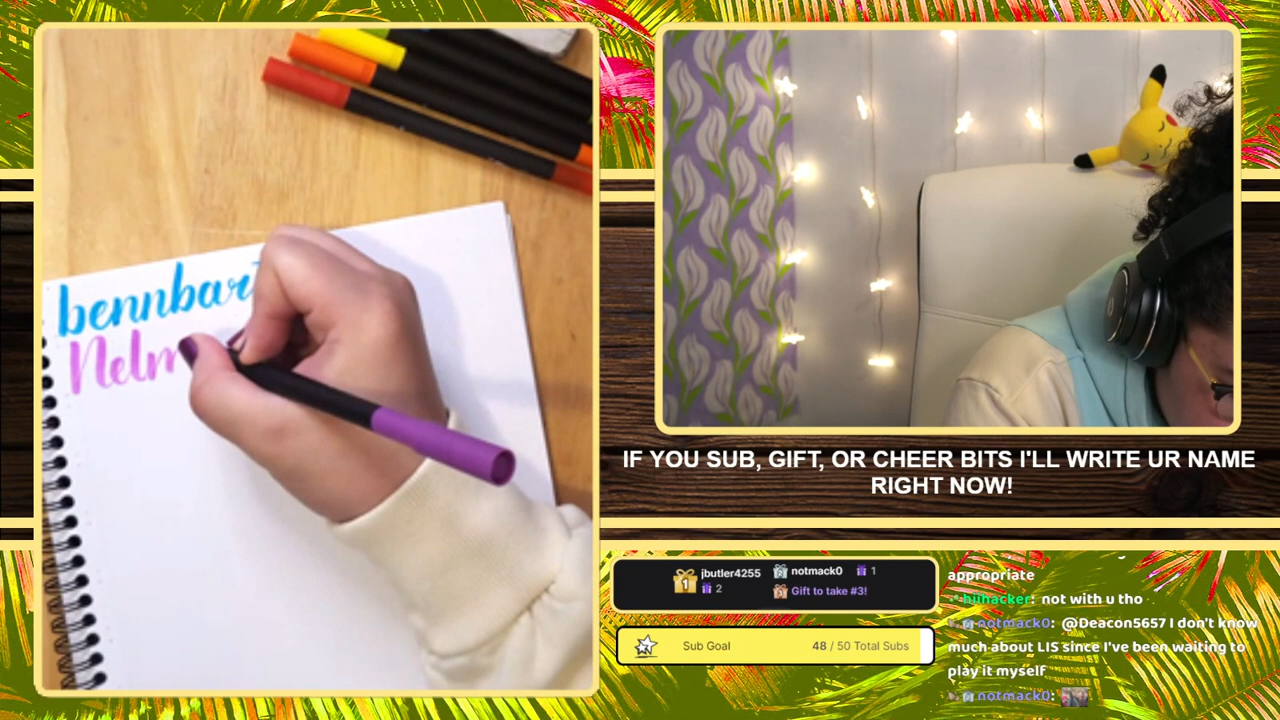 bennbar
Nelm
IF YOU SUB, GIFT, OR CHEER BITS I'LL WRITE UR NAME
RIGHT NOW!
1 jbutler4255
2
notmack0 1
Gift to take #3!
Sub Goal 48 / 50 Total Subs
appropriate
hiihacker: not with u tho
notmack0: @Deacon5657 I don't know
much about LIS since I've been waiting to
play it myself
notmack0: